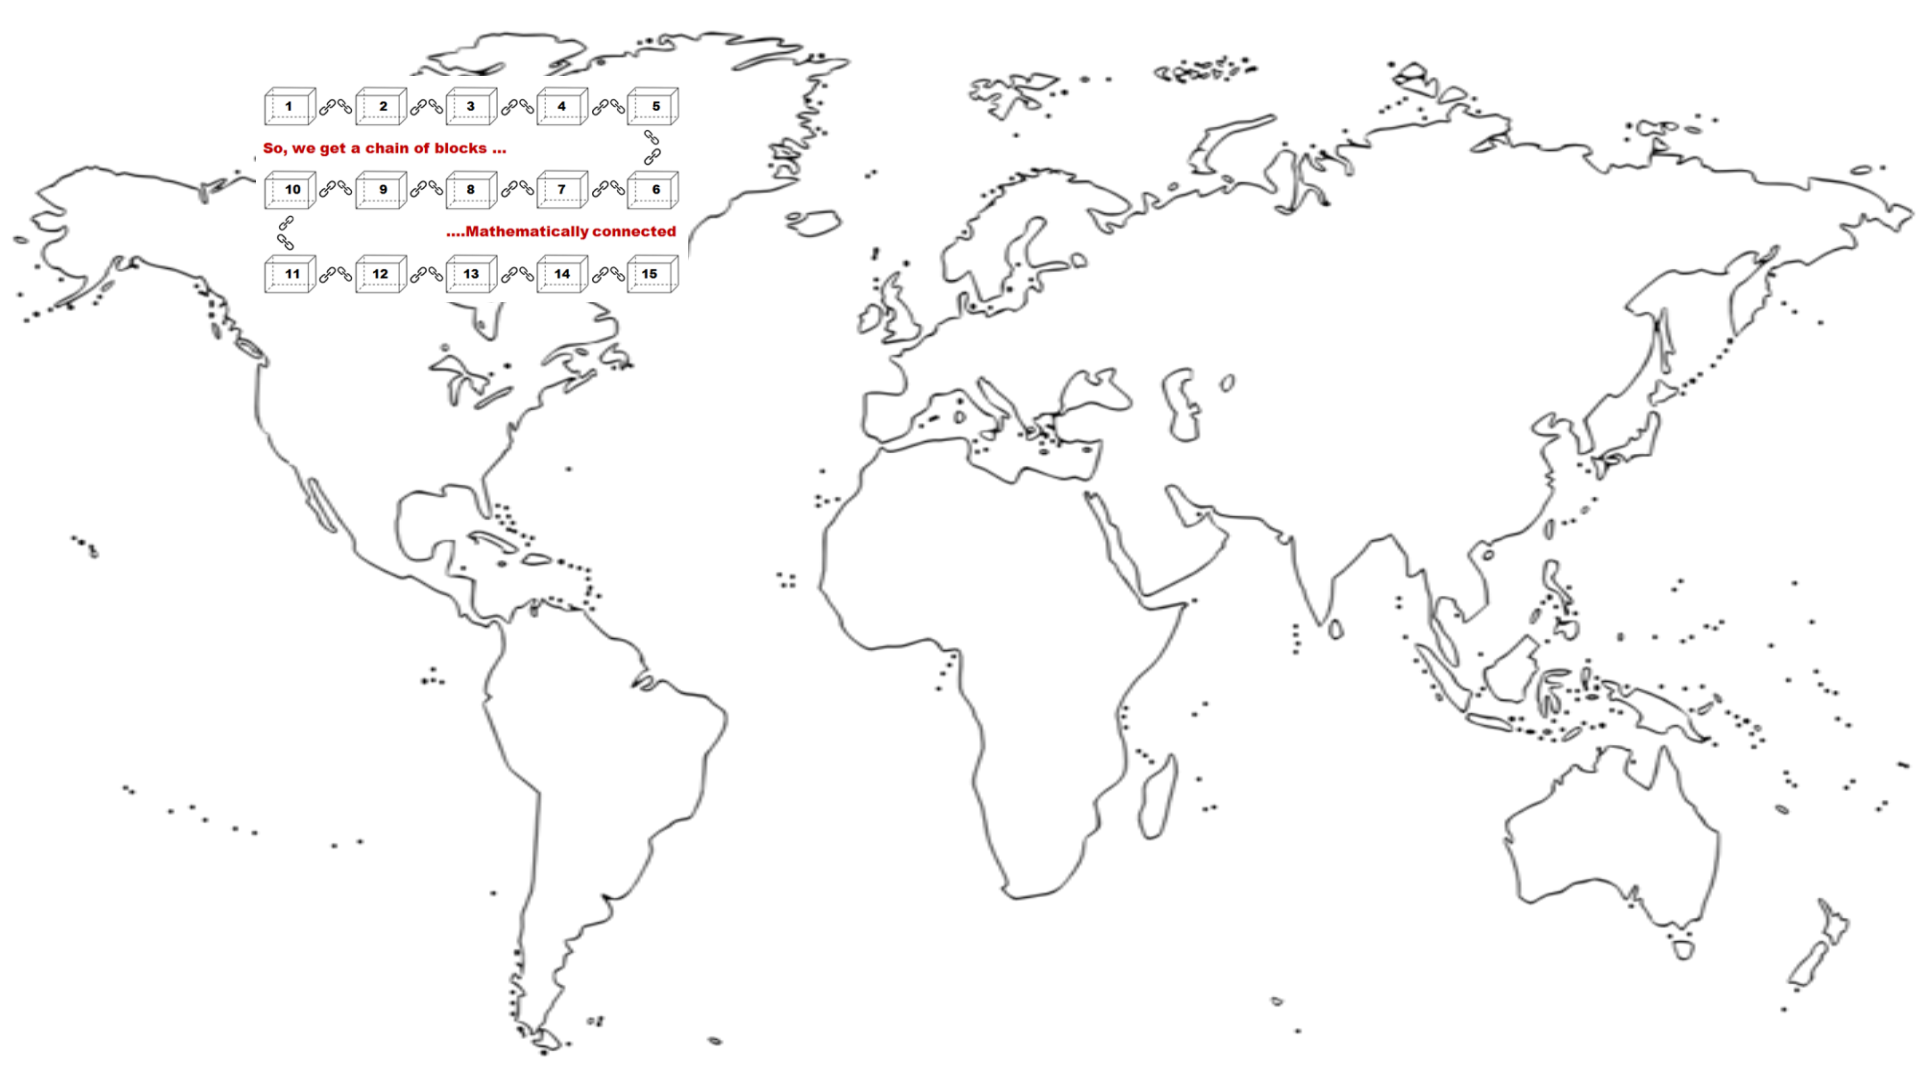 1 2 3 4 5
So, we get a chain of blocks ...
10 9 8 7 6
....Mathematically connected
11 12 13 14 15